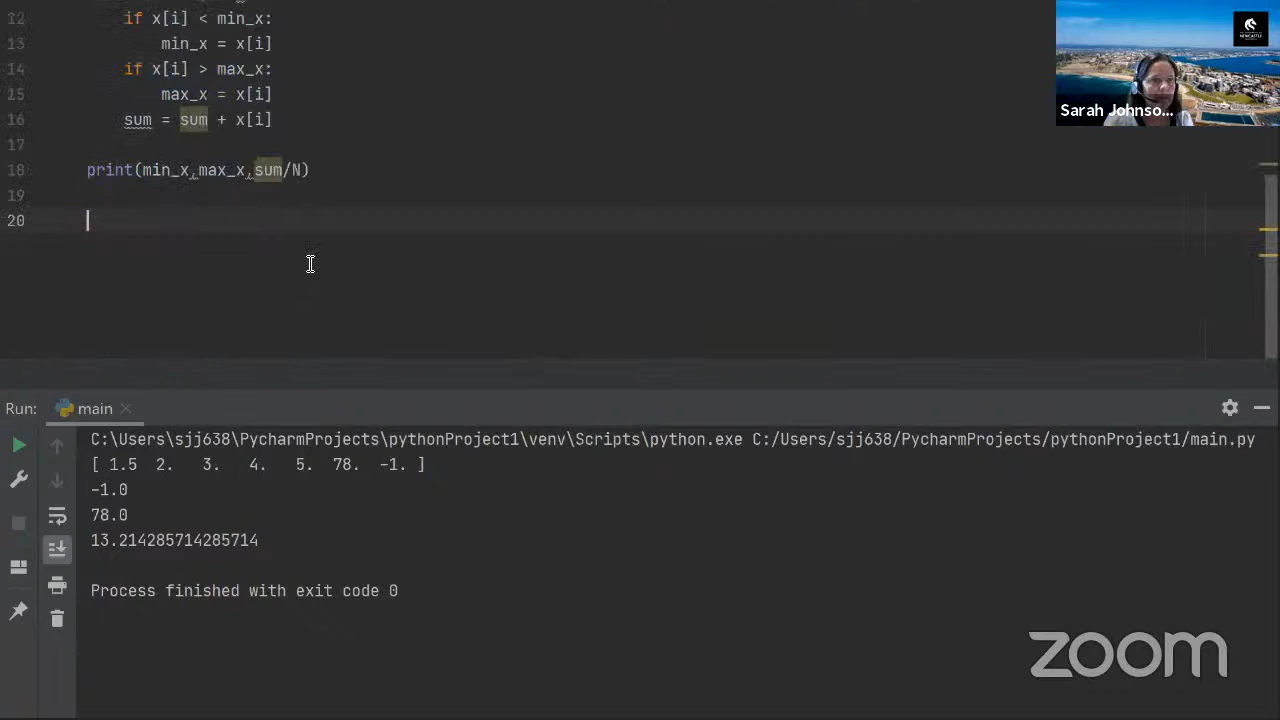 12 if x[i] < min_x:
13 min_x = x[i]
14 if x[i] > max_x:
15 max_x = x[i]
16 sum = sum + x[i]
17
18 print(min_x,max_x,sum/N)
19
20
Sarah Johnso...
Run: main
C:\Users\sjj638\PycharmProjects\pythonProject1\venv\Scripts\python.exe C:/Users/sjj638/PycharmProjects/pythonProject1/main.py
[ 1.5 2. 3. 4. 5. 78. -1. ]
-1.0
78.0
13.214285714285714
Process finished with exit code 0
zoom